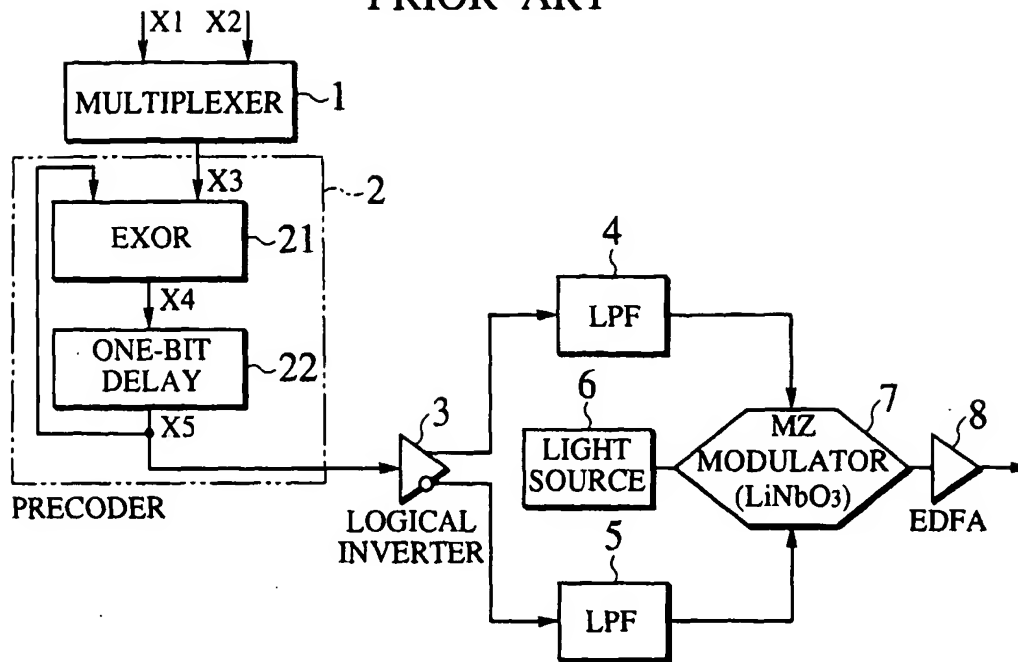 PRIOR ART
X1 X2
MULTIPLEXER
1
X3
2
EXOR
21
X4
ONE-BIT
DELAY
22
X5
PRECODER
3
LOGICAL
INVERTER
4
LPF
6
LIGHT
SOURCE
5
LPF
7
MZ
MODULATOR
(LiNbO3)
8
EDFA